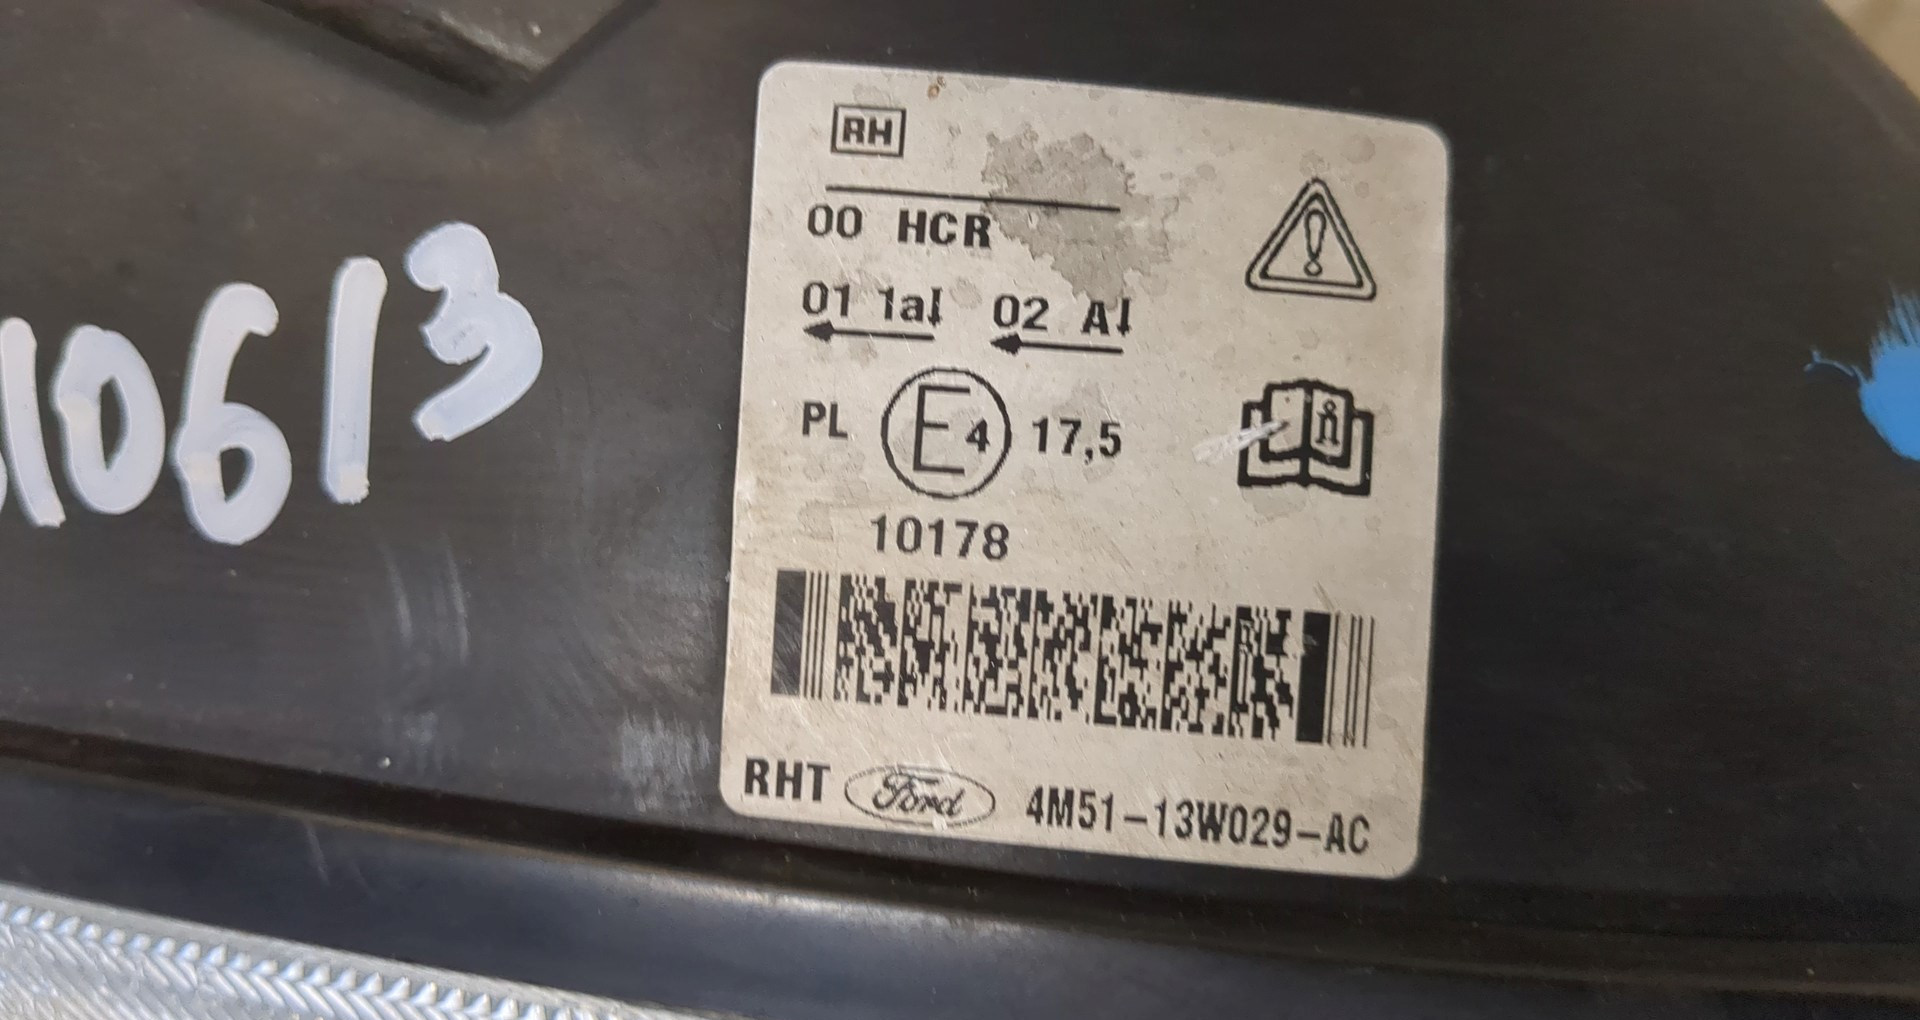 RH
00 HCR
01 1a 02 A
PL E4 17,5
10178
RHT Ford 4M51-13W029-AC
10613